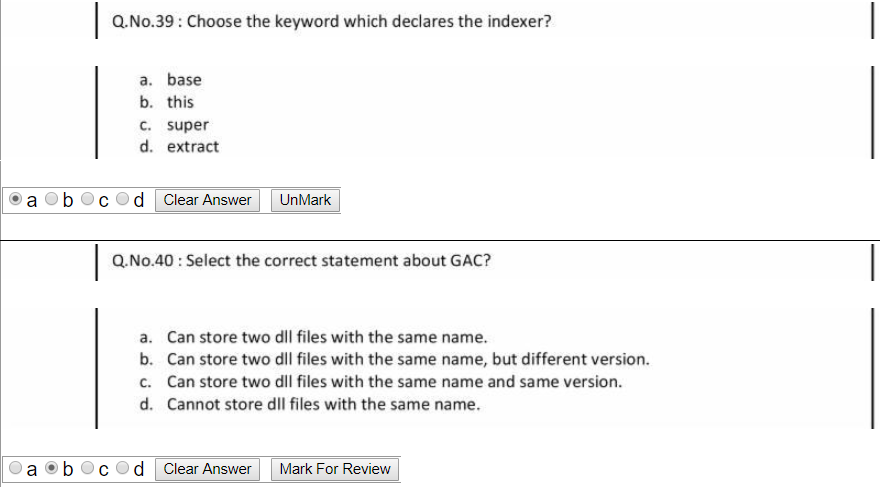 Q.No.39 : Choose the keyword which declares the indexer?
a. base
b. this
c. super
d. extract
a b c d Clear Answer UnMark
Q.No.40 : Select the correct statement about GAC?
a. Can store two dll files with the same name.
b. Can store two dll files with the same name, but different version.
c. Can store two dll files with the same name and same version.
d. Cannot store dll files with the same name.
a b c d Clear Answer Mark For Review